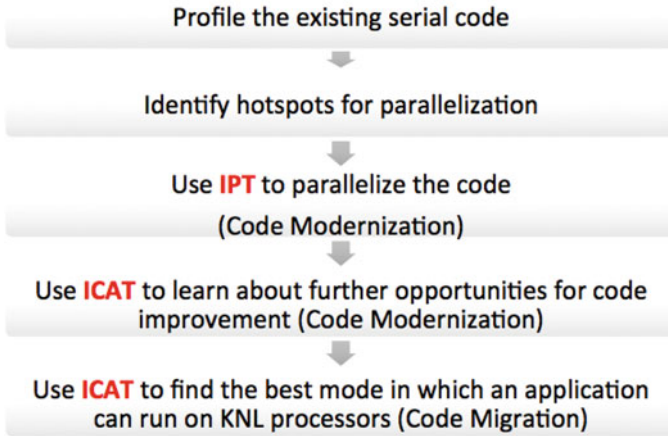 Profile the existing serial code
Identify hotspots for parallelization
Use IPT to parallelize the code
(Code Modernization)
Use ICAT to learn about further opportunities for code
improvement (Code Modernization)
Use ICAT to find the best mode in which an application
can run on KNL processors (Code Migration)